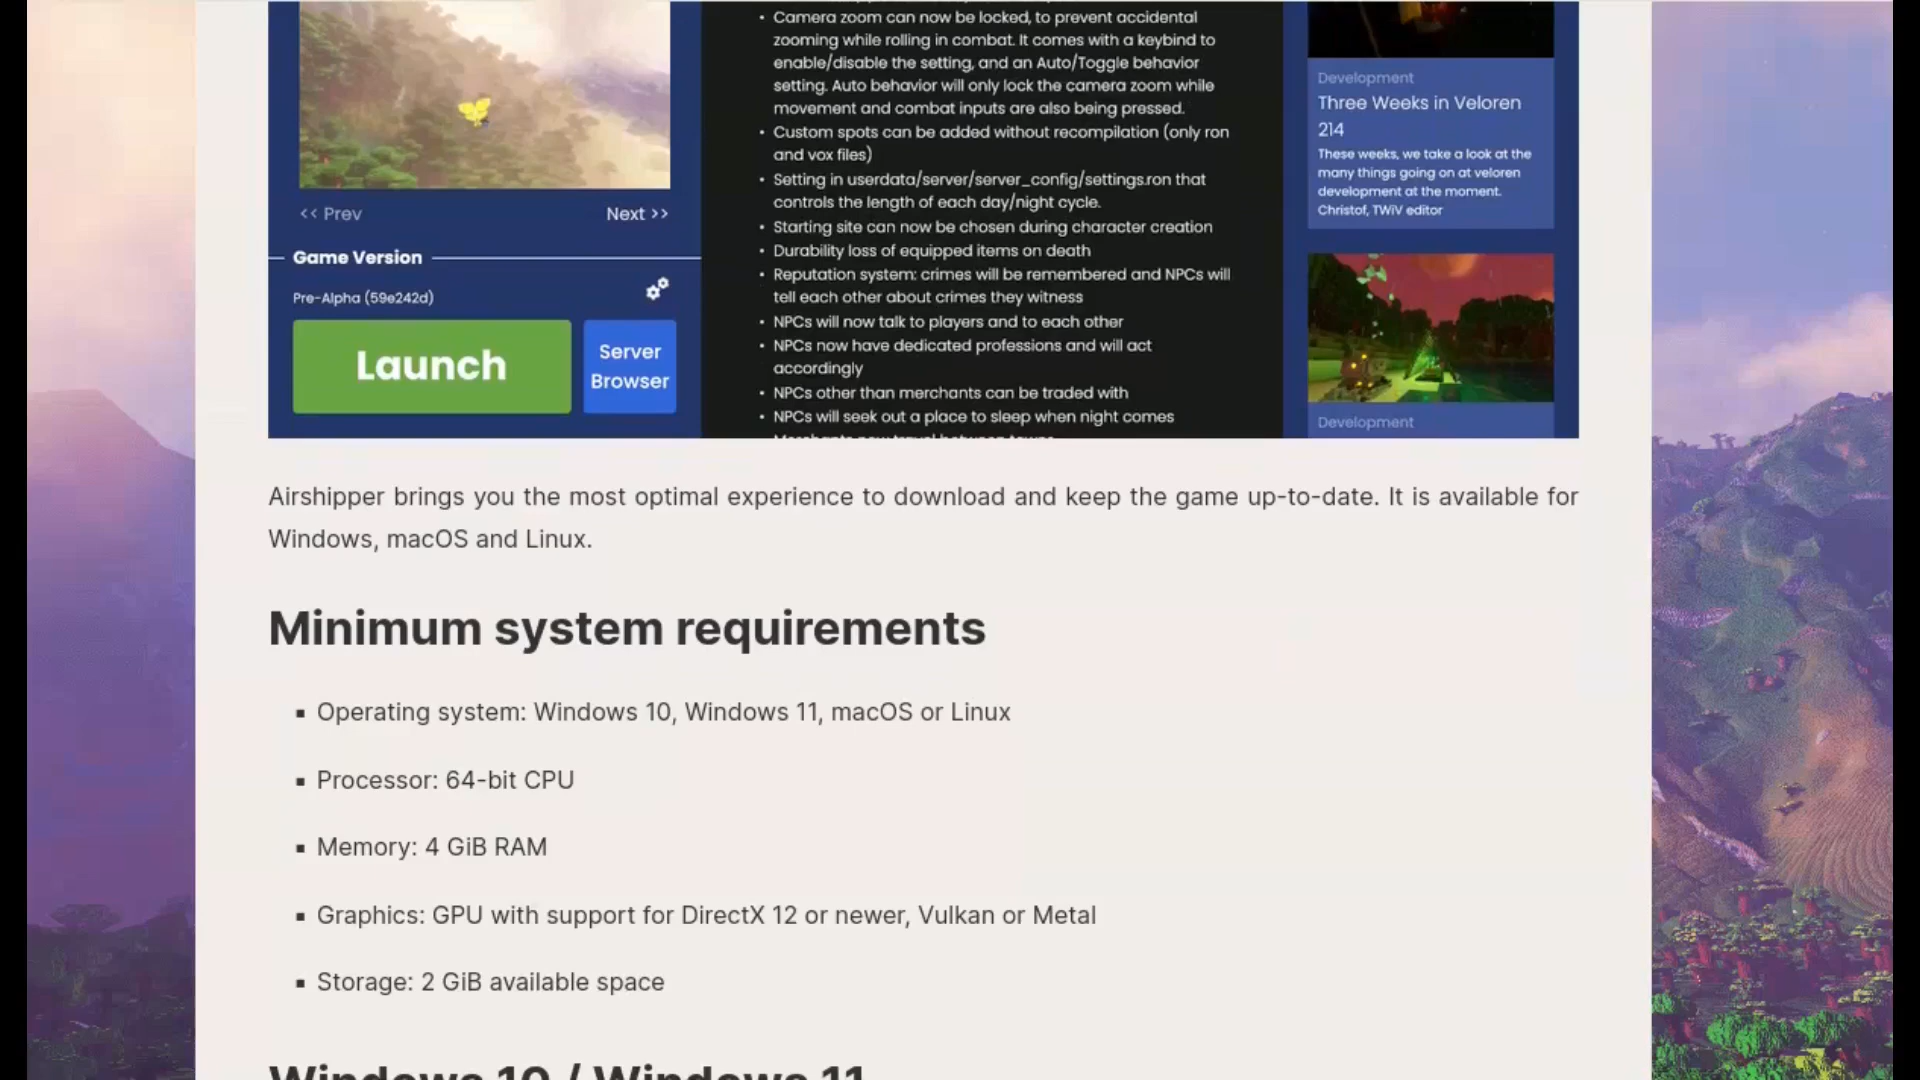 • Camera zoom can now be locked, to prevent accidental
zooming while rolling in combat. It comes with a keybind to
enable/disable the setting, and an Auto/Toggle behavior
setting. Auto behavior will only lock the camera zoom while
movement and combat inputs are also being pressed.
• Custom spots can be added without recompilation (only ron
and vox files)
• Setting in userdata/server/server_config/settings.ron that
controls the length of each day/night cycle.
• Starting site can now be chosen during character creation
• Durability loss of equipped items on death
• Reputation system: crimes will be remembered and NPCs will
tell each other about crimes they witness
• NPCs will now talk to players and to each other
• NPCs now have dedicated professions and will act
accordingly
• NPCs other than merchants can be traded with
• NPCs will seek out a place to sleep when night comes
<< Prev
Next >>
Game Version
Pre-Alpha (59e242d)
Launch
Server
Browser
Development
Three Weeks in Veloren
214
These weeks, we take a look at the
many things going on at veloren
development at the moment.
Christof, TWiV editor
Development
Airshipper brings you the most optimal experience to download and keep the game up-to-date. It is available for
Windows, macOS and Linux.
Minimum system requirements
▪ Operating system: Windows 10, Windows 11, macOS or Linux
▪ Processor: 64-bit CPU
▪ Memory: 4 GiB RAM
▪ Graphics: GPU with support for DirectX 12 or newer, Vulkan or Metal
▪ Storage: 2 GiB available space
Windows 10 / Windows 11